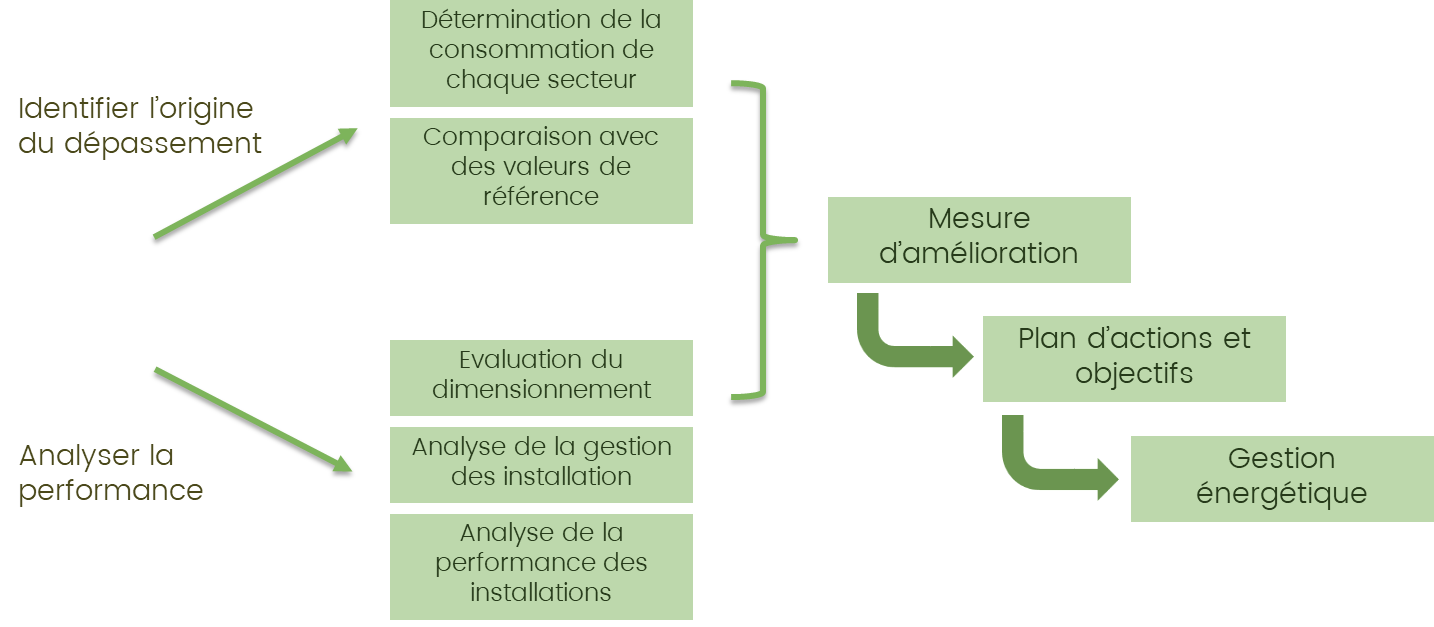 Identifier l'origine
du dépassement
Détermination de la
consommation de
chaque secteur
Comparaison avec
des valeurs de
référence
Analyser la
performance
Evaluation du
dimensionnement
Analyse de la gestion
des installation
Analyse de la
performance des
installations
Mesure
d'amélioration
Plan d'actions et
objectifs
Gestion
énergétique